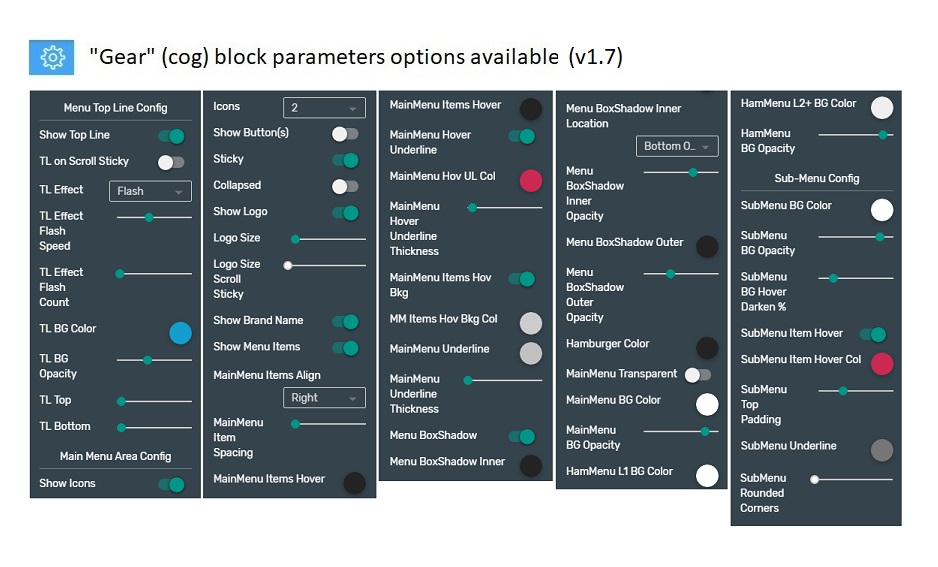 "Gear" (cog) block parameters options available (v1.7)
Menu Top Line Config
Show Top Line
TL on Scroll Sticky
TL Effect
Flash
TL Effect
Flash
Speed
TL Effect
Flash
Count
TL BG Color
TL BG
Opacity
TL Top
TL Bottom
Main Menu Area Config
Show Icons
Icons
2
Show Button(s)
Sticky
Collapsed
Show Logo
Logo Size
Logo Size
Scroll
Sticky
Show Brand Name
Show Menu Items
MainMenu Items Align
Right
MainMenu
Item
Spacing
MainMenu Items Hover
MainMenu Items Hover
MainMenu Hover
Underline
MainMenu Hov UL Col
MainMenu
Hover
Underline
Thickness
MainMenu Items Hov
Bkg
MM Items Hov Bkg Col
MainMenu Underline
MainMenu
Underline
Thickness
Menu BoxShadow
Menu BoxShadow Inner
Menu BoxShadow Inner
Location
Bottom O...
Menu
BoxShadow
Inner
Opacity
Menu BoxShadow Outer
Menu
BoxShadow
Outer
Opacity
Hamburger Color
MainMenu Transparent
MainMenu BG Color
MainMenu
BG Opacity
HamMenu L1 BG Color
HamMenu L2+ BG Color
HamMenu
BG Opacity
Sub-Menu Config
SubMenu BG Color
SubMenu
BG Opacity
SubMenu
BG Hover
Darken %
SubMenu Item Hover
SubMenu Item Hover Col
SubMenu
Top
Padding
SubMenu Underline
SubMenu
Rounded
Corners